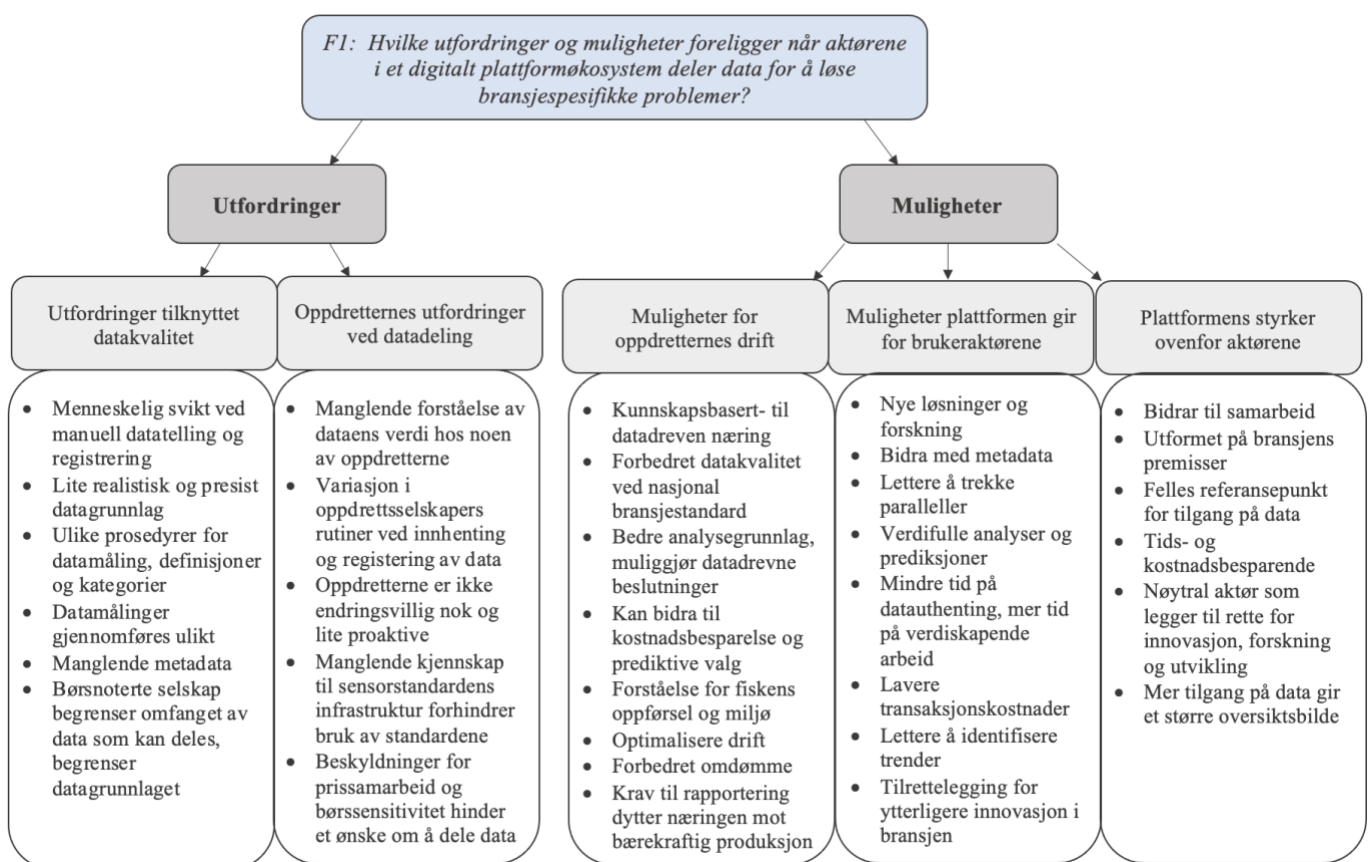 F1: Hvilke utfordringer og muligheter foreligger når aktørene
i et digitalt plattformøkosystem deler data for å løse
bransjespesifikke problemer?
Utfordringer
Muligheter
Utfordringer tilknyttet
datakvalitet
Oppdretternes utfordringer
ved datadeling
Muligheter for
oppdretternes drift
Muligheter plattformen gir
for brukeraktørene
Plattformens styrker
ovenfor aktørene
• Menneskelig svikt ved
manuell datatelling og
registrering
• Lite realistisk og presist
datagrunnlag
• Ulike prosedyrer for
datamåling, definisjoner
og kategorier
• Datamålinger
gjennomføres ulikt
• Manglende metadata
• Børsnoterte selskap
begrenser omfanget av
data som kan deles,
begrenser
datagrunnlaget
• Manglende forståelse av
dataens verdi hos noen
av oppdretterne
• Variasjon i
oppdrettsselskapers
rutiner ved innhenting
og registering av data
• Oppdretterne er ikke
endringsvillig nok og
lite proaktive
• Manglende kjennskap
til sensorstandardens
infrastruktur forhindrer
bruk av standardene
• Beskyldninger for
prissamarbeid og
børssensitivitet hinder
et ønske om å dele data
• Kunnskapsbasert- til
datadreven næring
• Forbedret datakvalitet
ved nasjonal
bransjestandard
• Bedre analysegrunnlag,
muliggjør datadrevne
beslutninger
• Kan bidra til
kostnadsbesparelse og
prediktive valg
• Forståelse for fiskens
oppførsel og miljø
• Optimalisere drift
• Forbedret omdømme
• Krav til rapportering
dytter næringen mot
bærekraftig produksjon
• Nye løsninger og
forskning
• Bidra med metadata
• Lettere å trekke
paralleller
• Verdifulle analyser og
prediksjoner
• Mindre tid på
datauthenting, mer tid
på verdiskapende
arbeid
• Lavere
transaksjonskostnader
• Lettere å identifisere
trender
• Tilrettelegging for
ytterligere innovasjon i
bransjen
• Bidrar til samarbeid
• Utformet på bransjens
premisser
• Felles referansepunkt
for tilgang på data
• Tids- og
kostnadsbesparende
• Nøytral aktør som
legger til rette for
innovasjon, forskning
og utvikling
• Mer tilgang på data gir
et større oversiktsbilde